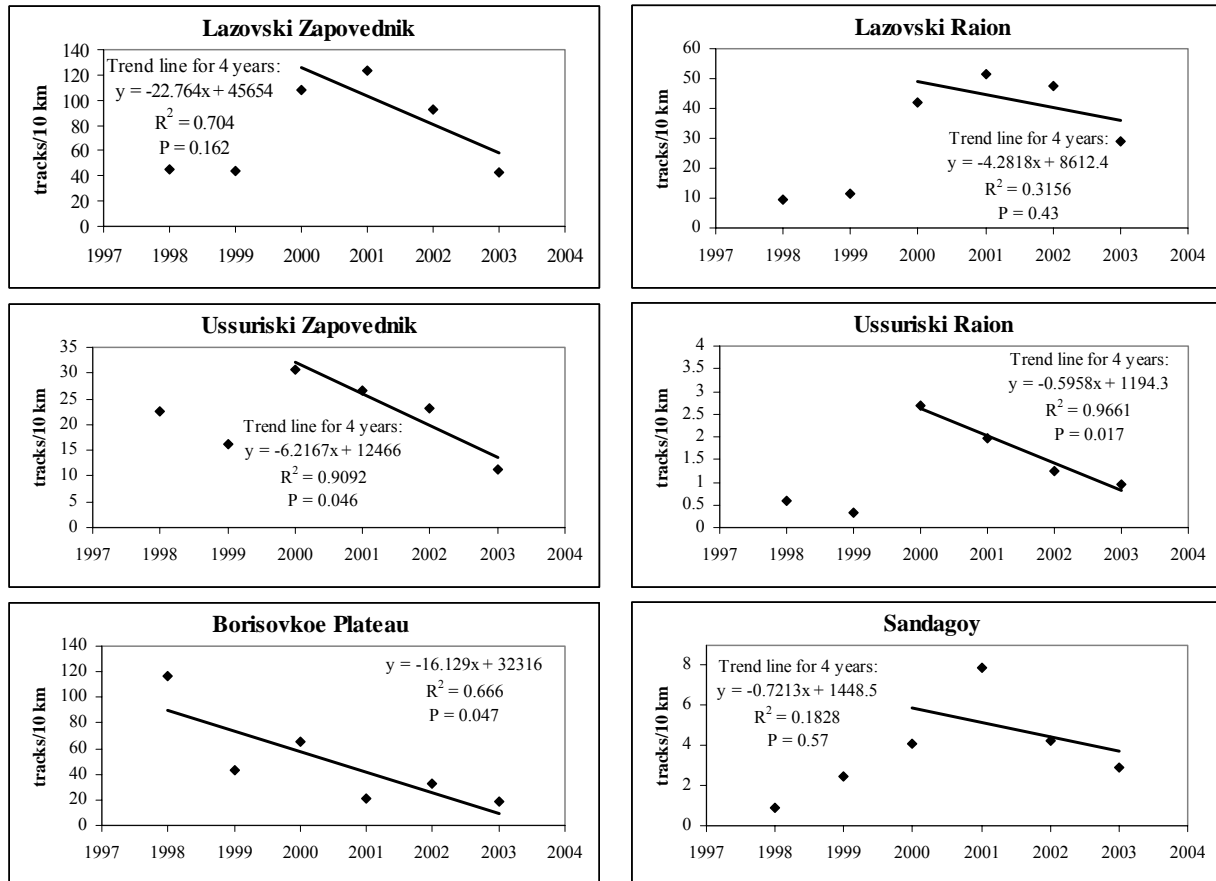 Lazovski Zapovednik
tracks/10 km
140
120
100
80
60
40
20
0
Trend line for 4 years:
y = -22.764x + 45654
R² = 0.704
P = 0.162
1997 1998 1999 2000 2001 2002 2003 2004
Lazovski Raion
tracks/10 km
60
50
40
30
20
10
0
Trend line for 4 years:
y = -4.2818x + 8612.4
R² = 0.3156
P = 0.43
1997 1998 1999 2000 2001 2002 2003 2004
Ussuriski Zapovednik
tracks/10 km
35
30
25
20
15
10
5
0
Trend line for 4 years:
y = -6.2167x + 12466
R² = 0.9092
P = 0.046
1997 1998 1999 2000 2001 2002 2003 2004
Ussuriski Raion
tracks/10 km
4
3.5
3
2.5
2
1.5
1
0.5
0
Trend line for 4 years:
y = -0.5958x + 1194.3
R² = 0.9661
P = 0.017
1997 1998 1999 2000 2001 2002 2003 2004
Borisovkoe Plateau
tracks/10 km
140
120
100
80
60
40
20
0
y = -16.129x + 32316
R² = 0.666
P = 0.047
1997 1998 1999 2000 2001 2002 2003 2004
Sandagoy
tracks/10 km
8
6
4
2
0
Trend line for 4 years:
y = -0.7213x + 1448.5
R² = 0.1828
P = 0.57
1997 1998 1999 2000 2001 2002 2003 2004